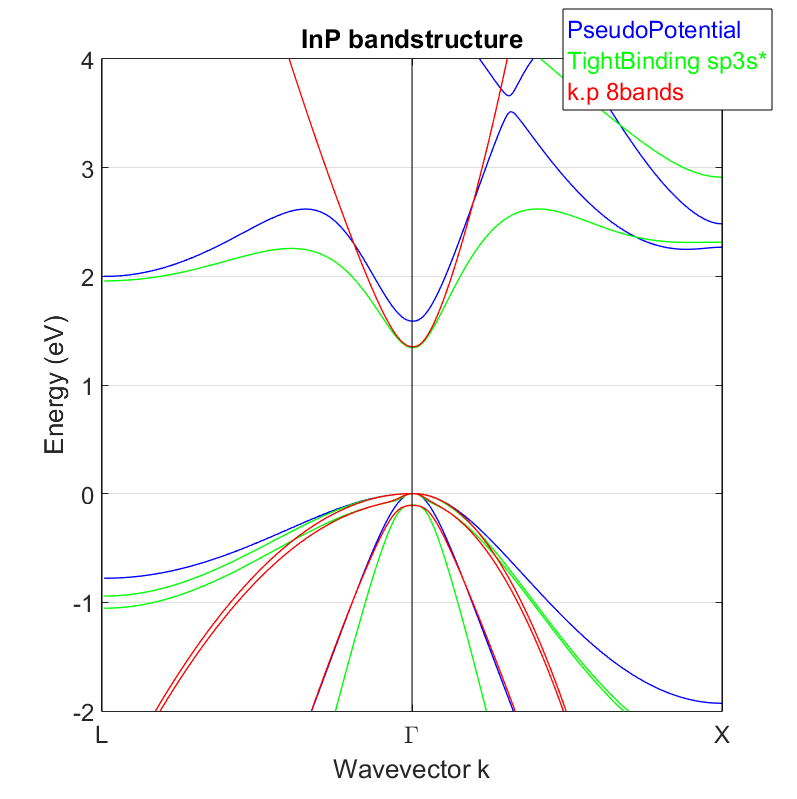 InP bandstructure
PseudoPotential
TightBinding sp3s*
k.p 8bands
4
3
2
1
0
-1
-2
Energy (eV)
L
Γ
X
Wavevector k